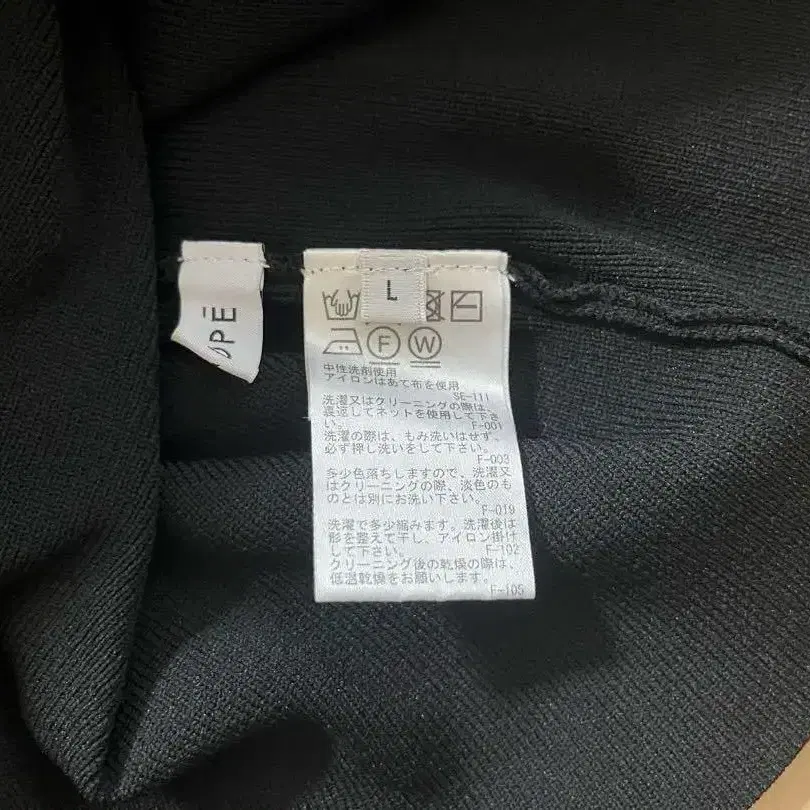 L
F
W
中性洗剤使用
アイロンはあて布を使用
SE-111
洗濯又はクリーニングの際は、
裏返してネットを使用して下さ
い。
F-001
洗濯の際は、もみ洗いはせず、
必ず押し洗いをして下さい。
F-003
多少色落ちしますので、洗濯又
はクリーニングの際、淡色のも
のとは別にお洗い下さい。
F-019
洗濯で多少縮みます。洗濯後は
形を整えて干し、アイロン掛け
して下さい。
F-102
クリーニング後の乾燥の際は、
低温乾燥をお願いします。
F-105